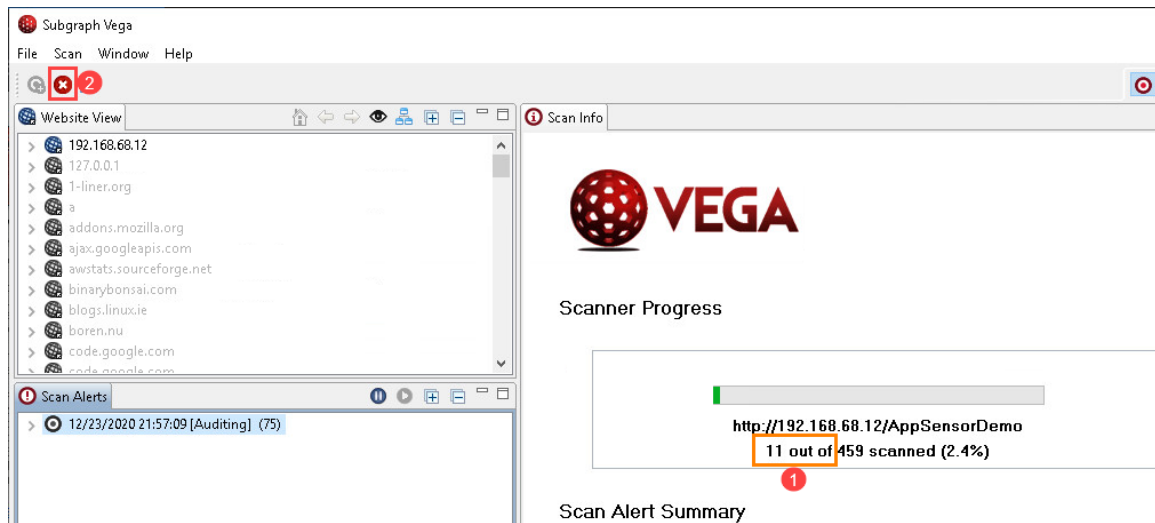 Subgraph Vega
File Scan Window Help
2
Website View
192.168.68.12
127.0.0.1
1-liner.org
a
addons.mozilla.org
ajax.googleapis.com
awstats.sourceforge.net
binarybonsai.com
blogs.linux.ie
boren.nu
code.google.com
code.google.com
Scan Alerts
12/23/2020 21:57:09 [Auditing] (75)
Scan Info
VEGA
Scanner Progress
http://192.168.68.12/AppSensorDemo
11 out of 459 scanned (2.4%)
1
Scan Alert Summary